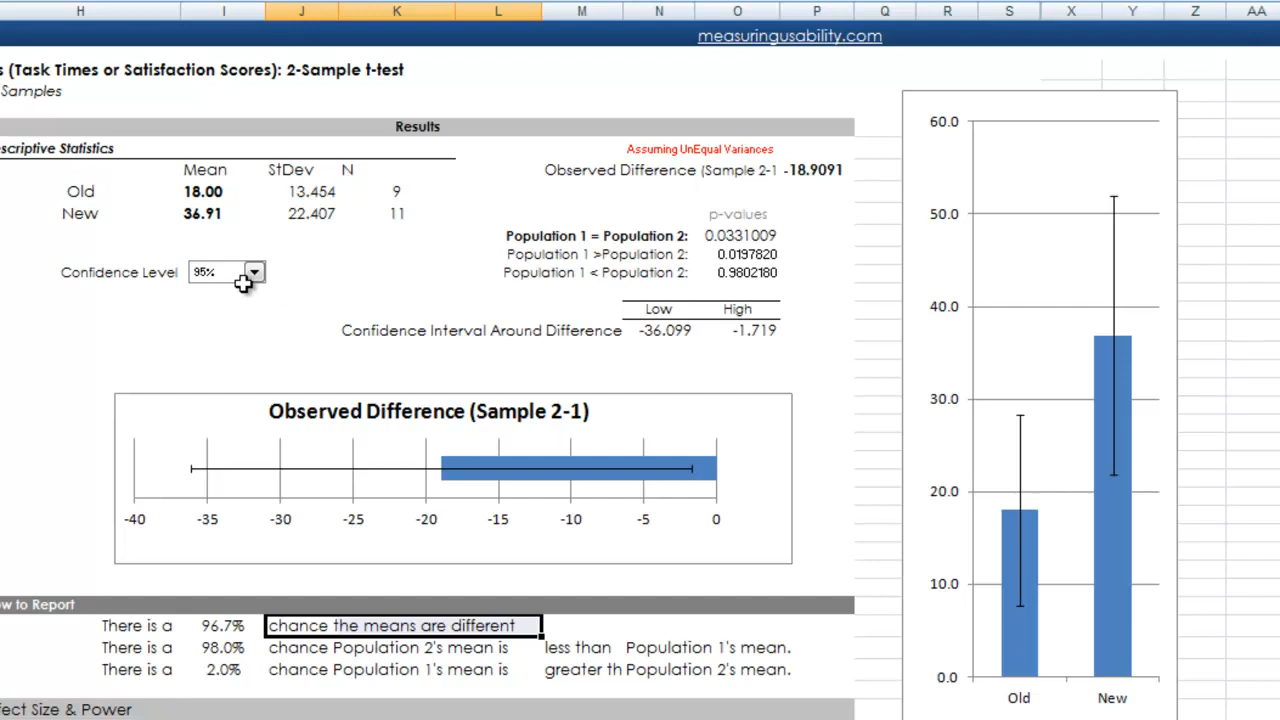 H I J K L M N O P Q R S X Y Z AA
measuringusability.com
s (Task Times or Satisfaction Scores): 2-Sample t-test
Samples
Results
scriptive Statistics
Assuming UnEqual Variances
Mean StDev N
Observed Difference (Sample 2-1 -18.9091
Old 18.00 13.454 9
New 36.91 22.407 11
p-values
Population 1 = Population 2: 0.0331009
Population 1 >Population 2: 0.0197820
Population 1 < Population 2: 0.9802180
Confidence Level 95%
Low High
Confidence Interval Around Difference -36.099 -1.719
Observed Difference (Sample 2-1)
-40 -35 -30 -25 -20 -15 -10 -5 0
ow to Report
There is a 96.7% chance the means are different
There is a 98.0% chance Population 2's mean is less than Population 1's mean.
There is a 2.0% chance Population 1's mean is greater th Population 2's mean.
fect Size & Power
60.0
50.0
40.0
30.0
20.0
10.0
0.0
Old New